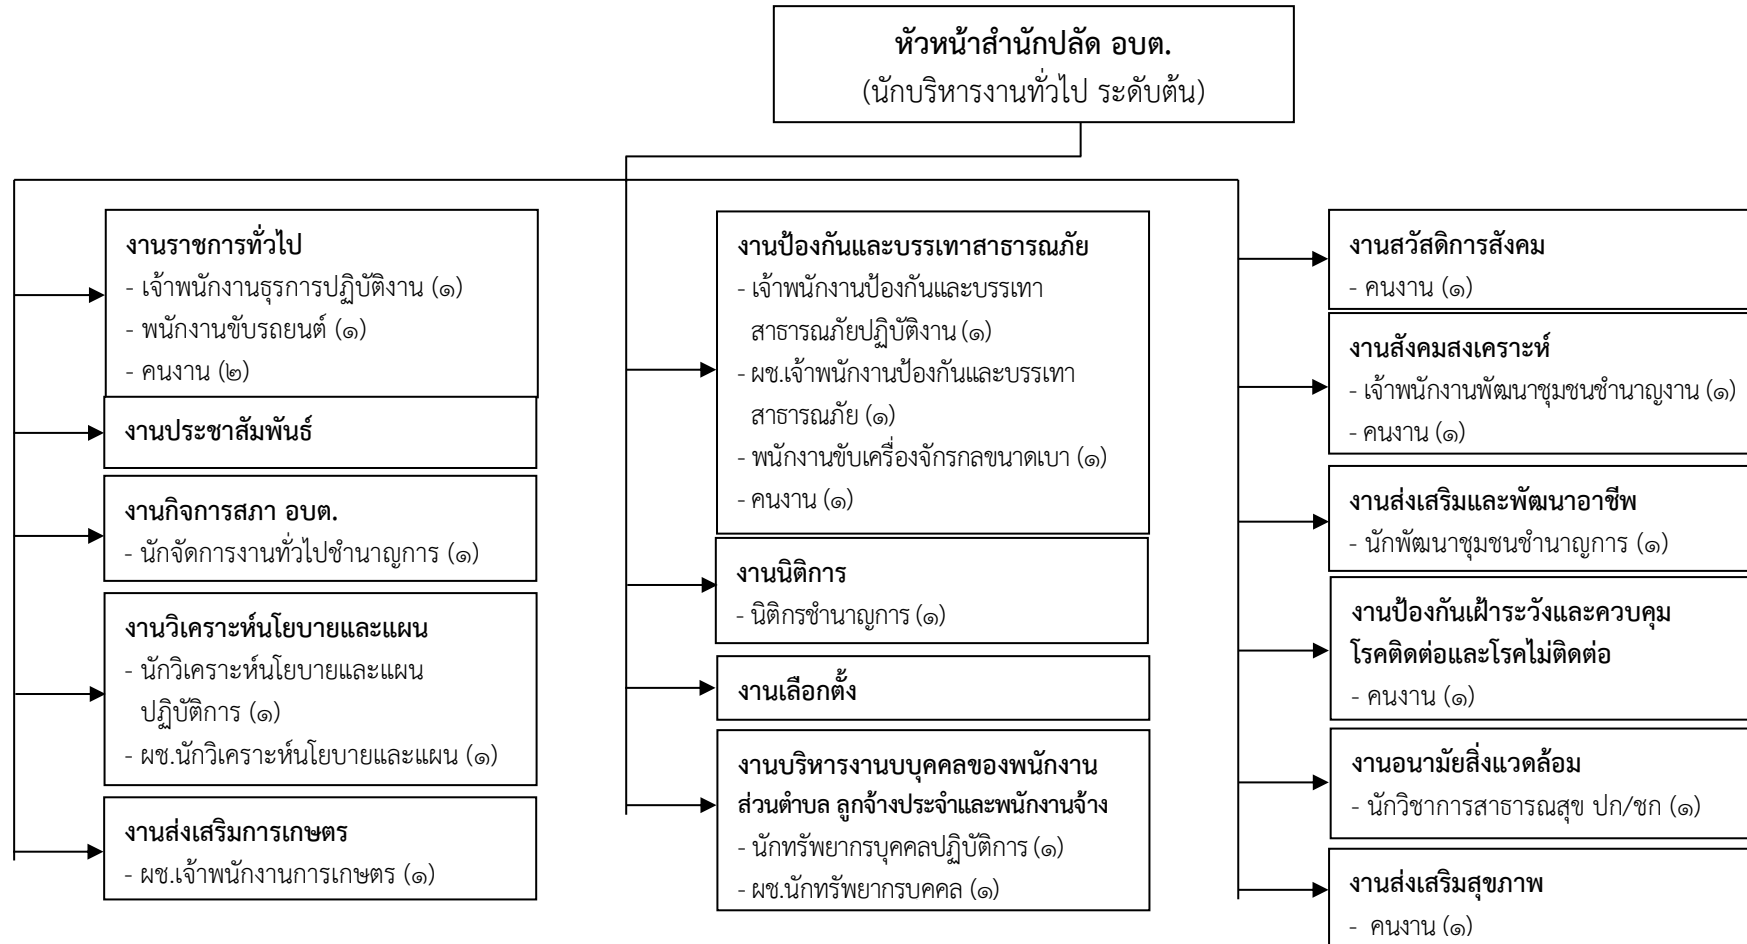 หัวหน้าสำนักปลัด อบต.
(นักบริหารงานทั่วไป ระดับต้น)
งานราชการทั่วไป
- เจ้าพนักงานธุรการปฏิบัติงาน (๑)
- พนักงานขับรถยนต์ (๑)
- คนงาน (๒)
งานประชาสัมพันธ์
งานกิจการสภา อบต.
- นักจัดการงานทั่วไปชำนาญการ (๑)
งานวิเคราะห์นโยบายและแผน
- นักวิเคราะห์นโยบายและแผน
ปฏิบัติการ (๑)
- ผช.นักวิเคราะห์นโยบายและแผน (๑)
งานส่งเสริมการเกษตร
- ผช.เจ้าพนักงานการเกษตร (๑)
งานป้องกันและบรรเทาสาธารณภัย
- เจ้าพนักงานป้องกันและบรรเทา
สาธารณภัยปฏิบัติงาน (๑)
- ผช.เจ้าพนักงานป้องกันและบรรเทา
สาธารณภัย (๑)
- พนักงานขับเครื่องจักรกลขนาดเบา (๑)
- คนงาน (๑)
งานนิติการ
- นิติกรชำนาญการ (๑)
งานเลือกตั้ง
งานบริหารงานบบุคคลของพนักงาน
ส่วนตำบล ลูกจ้างประจำและพนักงานจ้าง
- นักทรัพยากรบุคคลปฏิบัติการ (๑)
- ผช.นักทรัพยากรบคคล (๑)
งานสวัสดิการสังคม
- คนงาน (๑)
งานสังคมสงเคราะห์
- เจ้าพนักงานพัฒนาชุมชนชำนาญงาน (๑)
- คนงาน (๑)
งานส่งเสริมและพัฒนาอาชีพ
- นักพัฒนาชุมชนชำนาญการ (๑)
งานป้องกันเฝ้าระวังและควบคุม
โรคติดต่อและโรคไม่ติดต่อ
- คนงาน (๑)
งานอนามัยสิ่งแวดล้อม
- นักวิชาการสาธารณสุข ปก/ชก (๑)
งานส่งเสริมสุขภาพ
- คนงาน (๑)